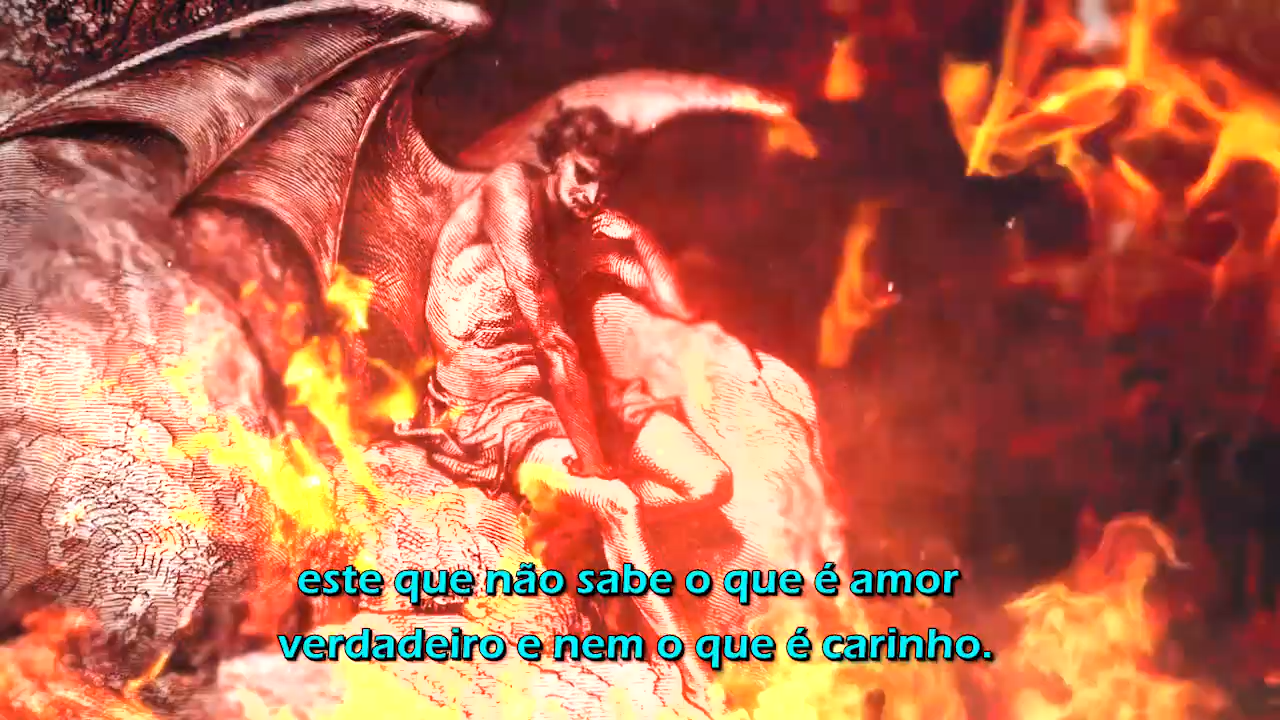 este que não sabe o que é amor
verdadeiro e nem o que é carinho.